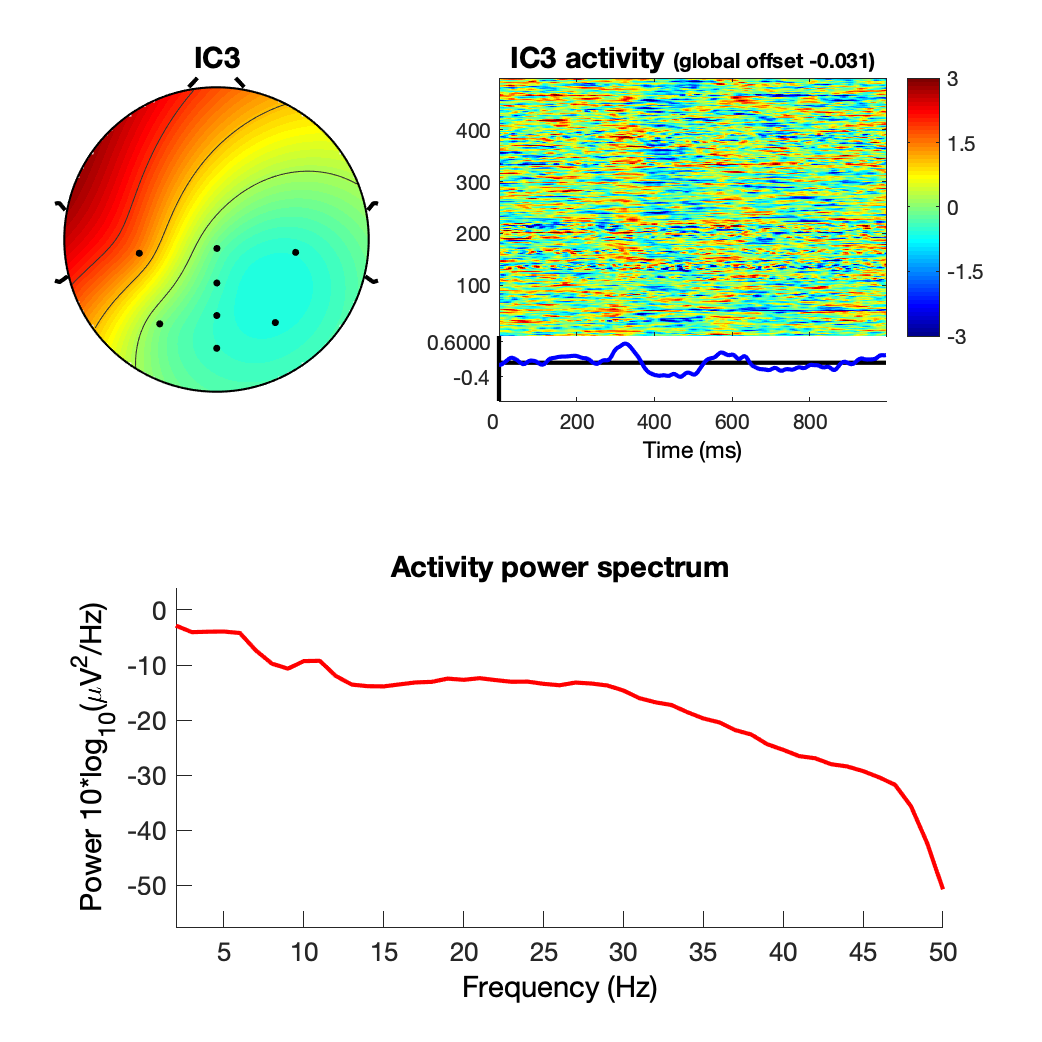 IC3
IC3 activity (global offset -0.031)
400
300
200
100
3
1.5
0
-1.5
-3
0.6000
-0.4
0 200 400 600 800
Time (ms)
Activity power spectrum
Power 10*log10(μV2/Hz)
0
-10
-20
-30
-40
-50
5 10 15 20 25 30 35 40 45 50
Frequency (Hz)